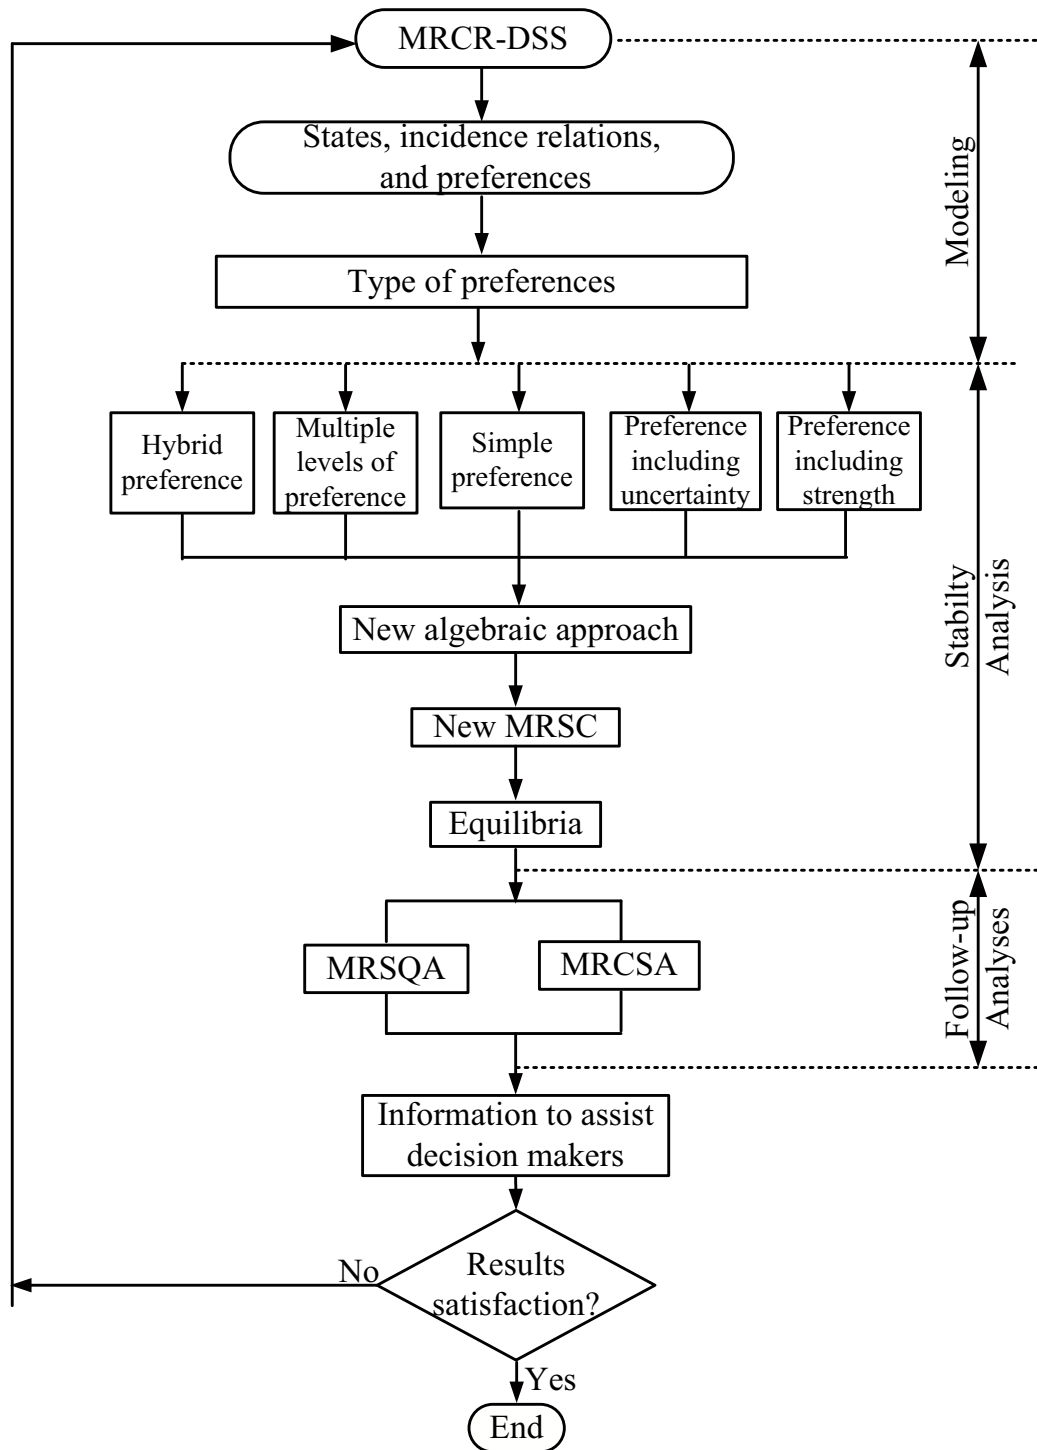 MRCR-DSS
States, incidence relations,
and preferences
Modeling
Type of preferences
Hybrid
preference
Multiple
levels of
preference
Simple
preference
Preference
including
uncertainty
Preference
including
strength
Stabilty
Analysis
New algebraic approach
New MRSC
Equilibria
MRSQA
MRCSA
Follow-up
Analyses
Information to assist
decision makers
Results
satisfaction?
No
Yes
End